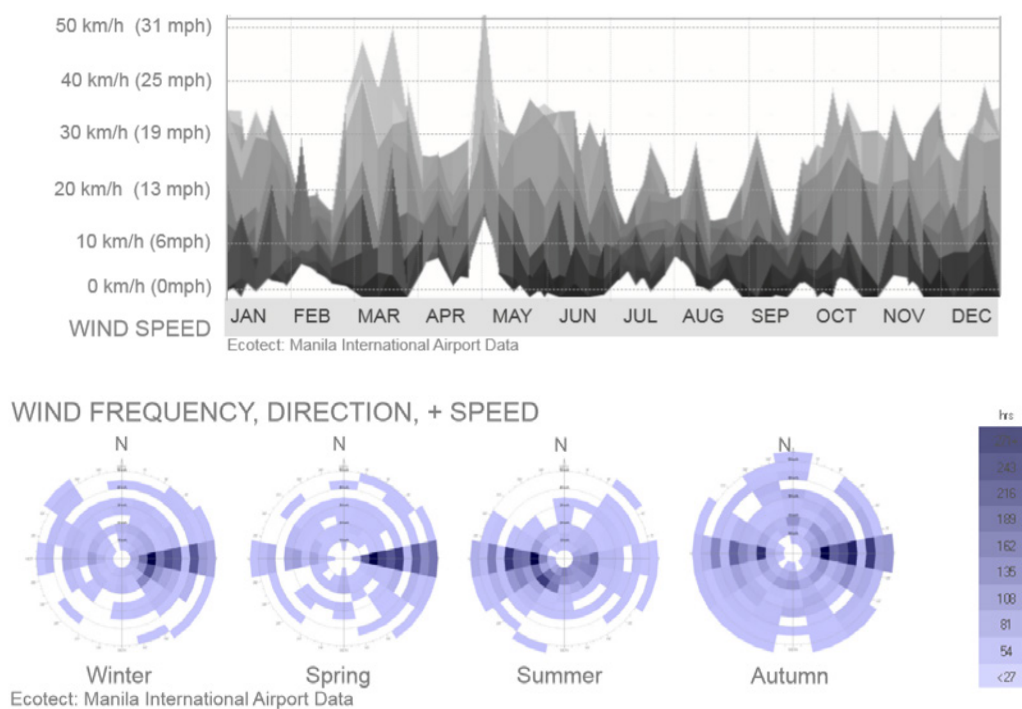 50 km/h (31 mph)
40 km/h (25 mph)
30 km/h (19 mph)
20 km/h (13 mph)
10 km/h (6mph)
0 km/h (0mph)
WIND SPEED
JAN FEB MAR APR MAY JUN JUL AUG SEP OCT NOV DEC
Ecotect: Manila International Airport Data
WIND FREQUENCY, DIRECTION, + SPEED
hrs
N N N N
243
216
189
162
135
108
81
54
<27
Winter Spring Summer Autumn
Ecotect: Manila International Airport Data